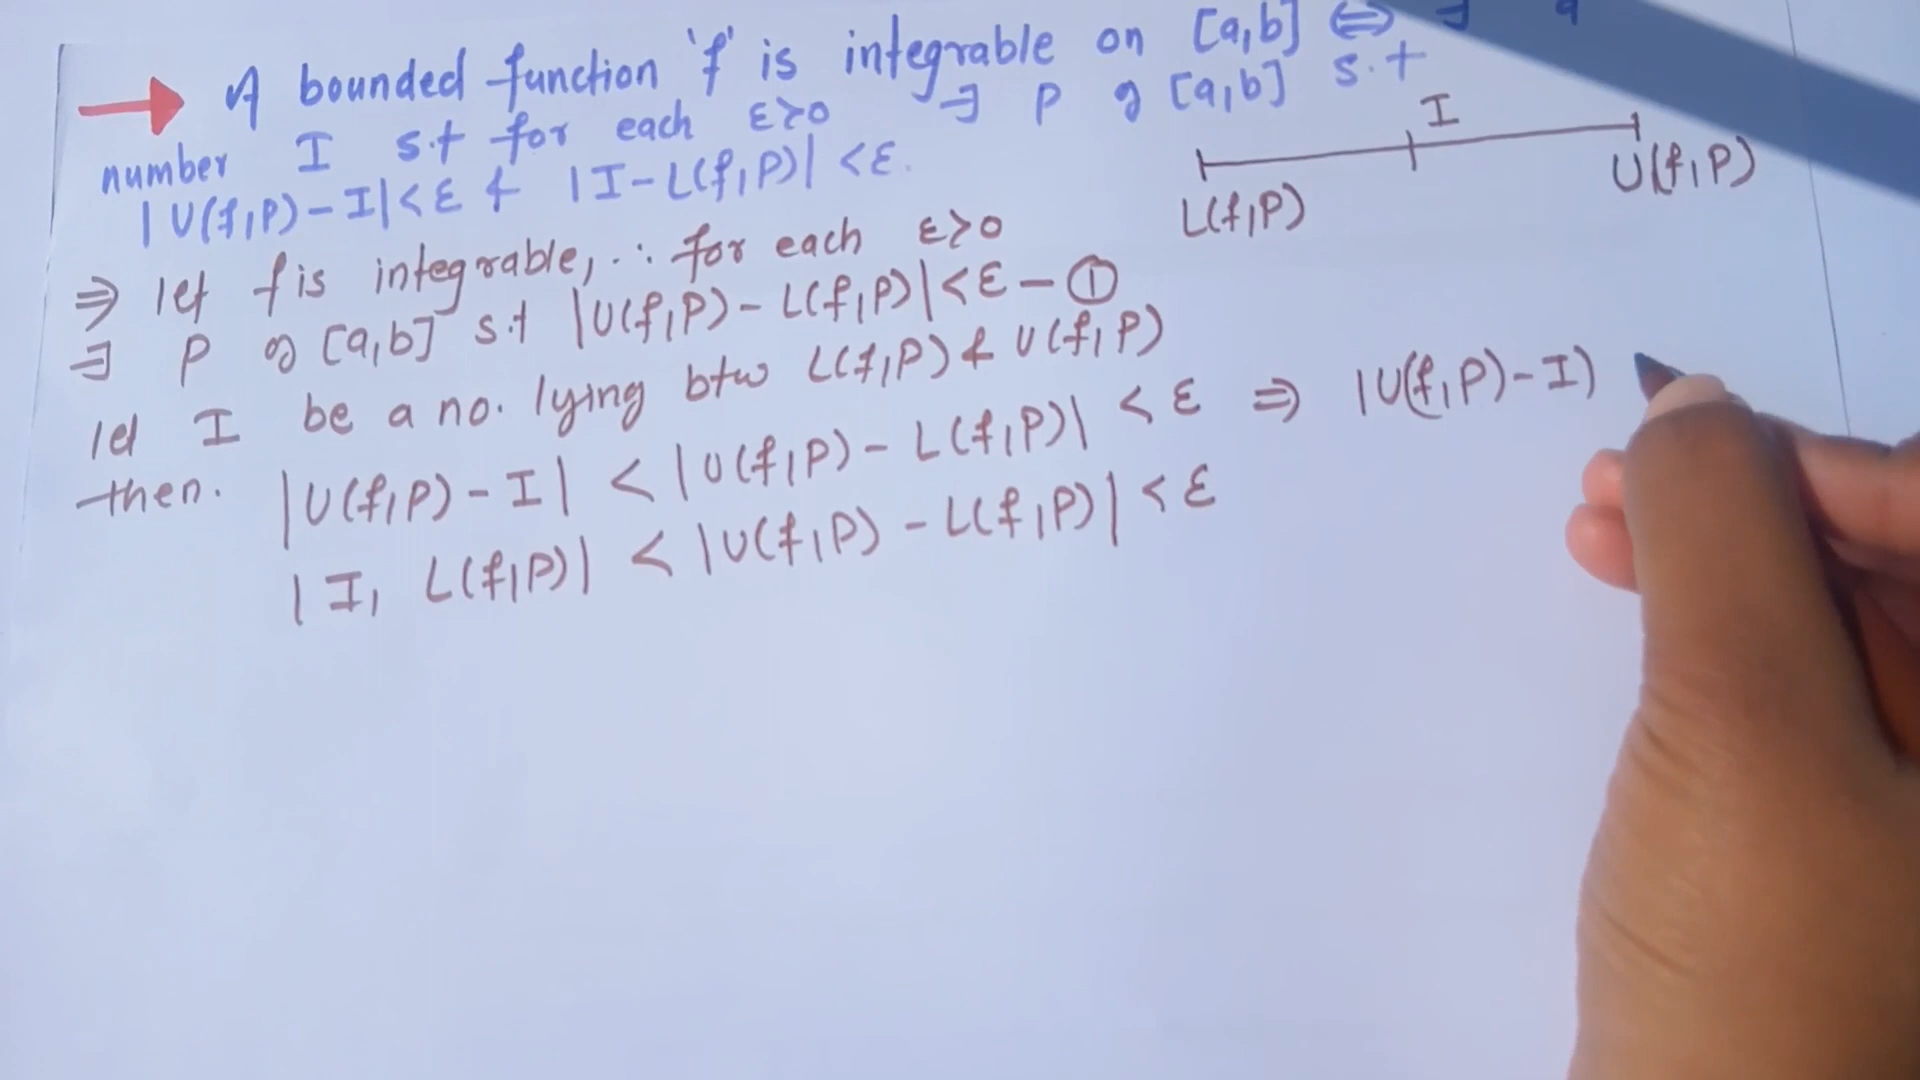 A bounded function 'f' is integrable on [a,b] ⇔ ∃ a
number I s.t for each ε>0 ∃ P of [a,b] s.t
|U(f,P)-I|<ε & |I-L(f,P)|<ε.
I
L(f,P) U(f,P)
⇒ let f is integrable, ∴ for each ε>0
∃ P of [a,b] s.t |U(f,P)-L(f,P)|<ε - ①
let I be a no. lying btw L(f,P) & U(f,P)
then. |U(f,P)-I| < |U(f,P)-L(f,P)| < ε ⇒ |U(f,P)-I)
|I, L(f,P)| < |U(f,P)-L(f,P)| < ε